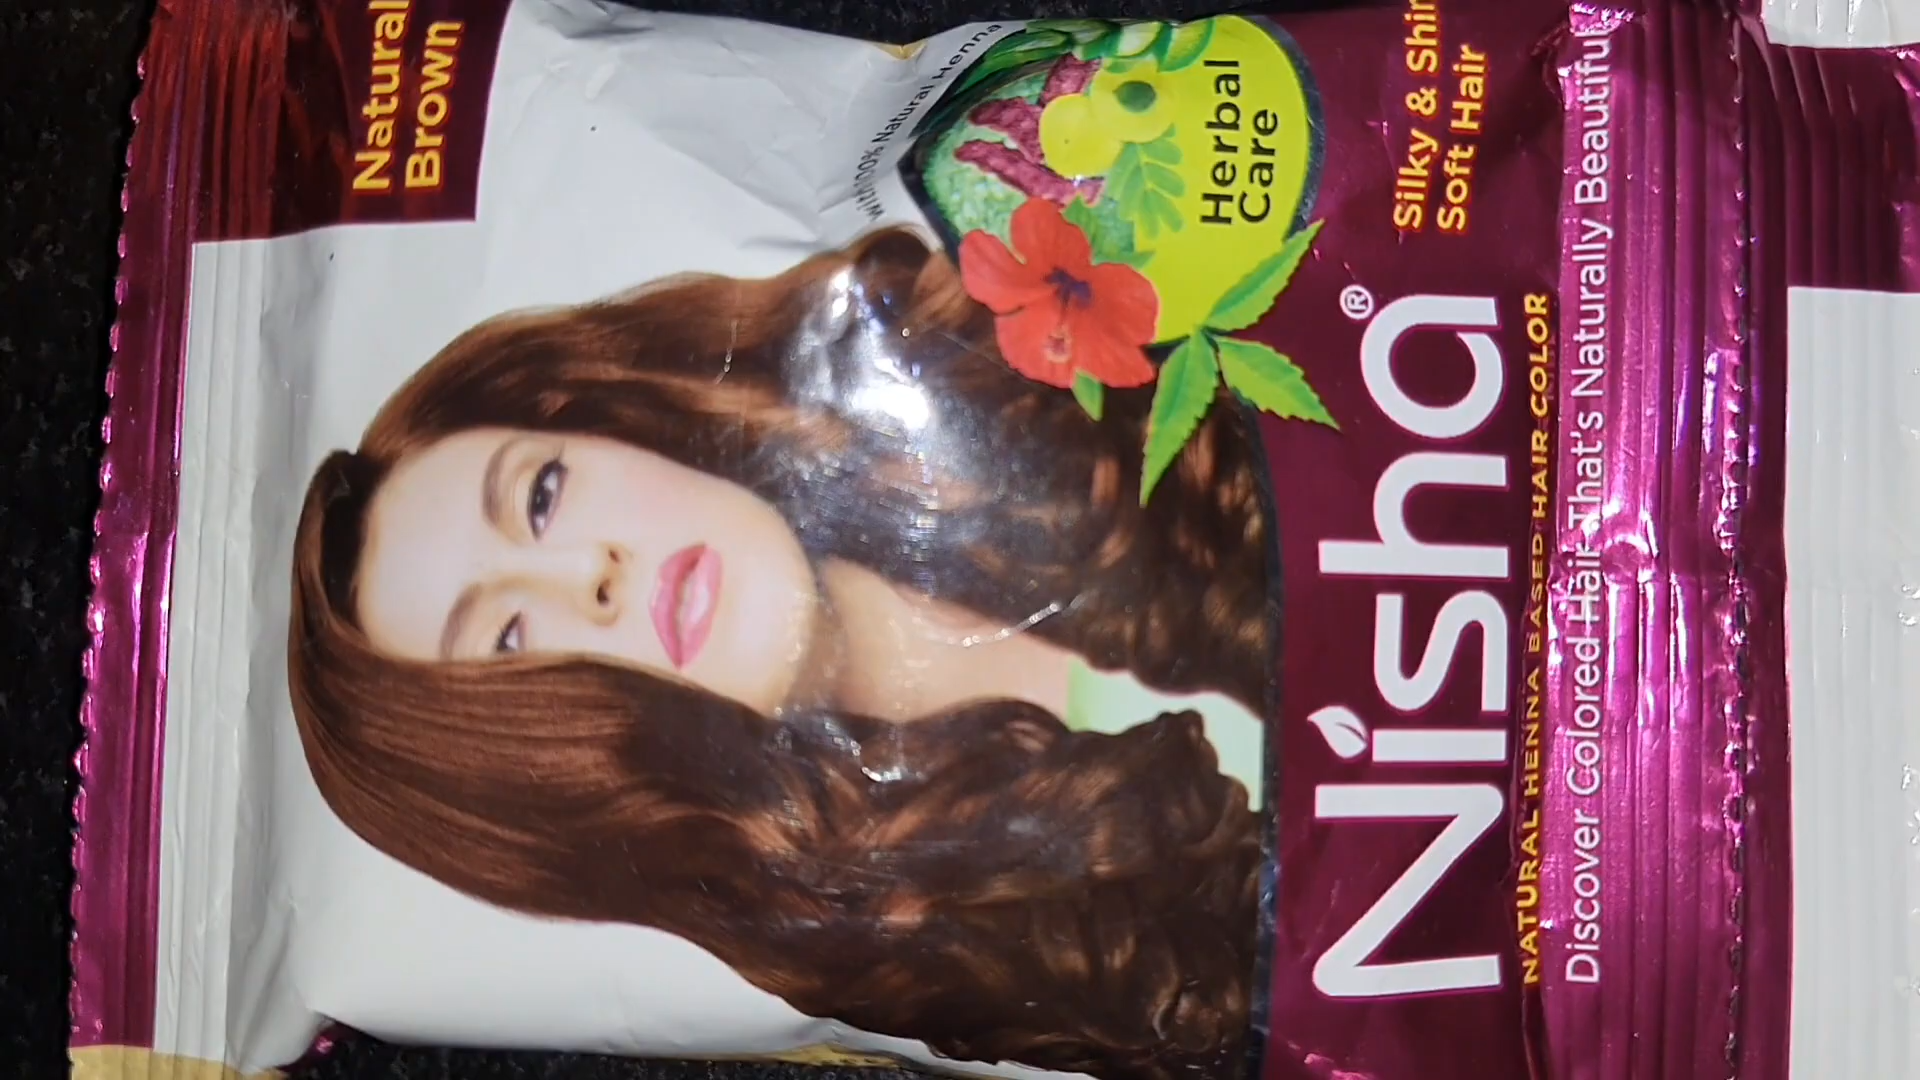 Natural
Brown
with 100% Natural Henna
Herbal
Care
Silky & Shin
Soft Hair
Nisha®
NATURAL HENNA BASED HAIR COLOR
Discover Colored Hair That's Naturally Beautiful